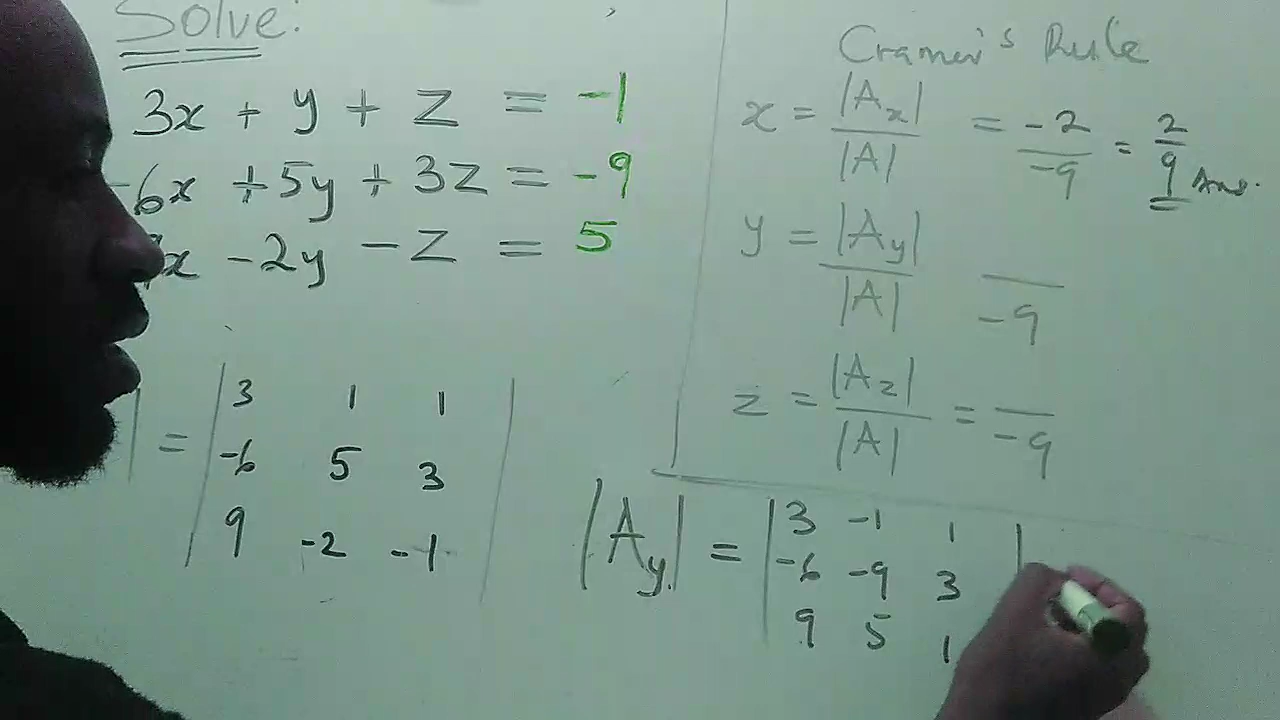 Solve:
3x + y + z = -1
-6x + 5y + 3z = -9
x - 2y - z = 5
= | 3 1 1 |
-6 5 3
9 -2 -1
Cramer's Rule
x = |Ax| / |A| = -2 / -9 = 2 / 9 Ans.
y = |Ay| / |A| -9
z = |Az| / |A| = -9
|Ay| = | 3 -1 1 |
-6 -9 3
9 5 1